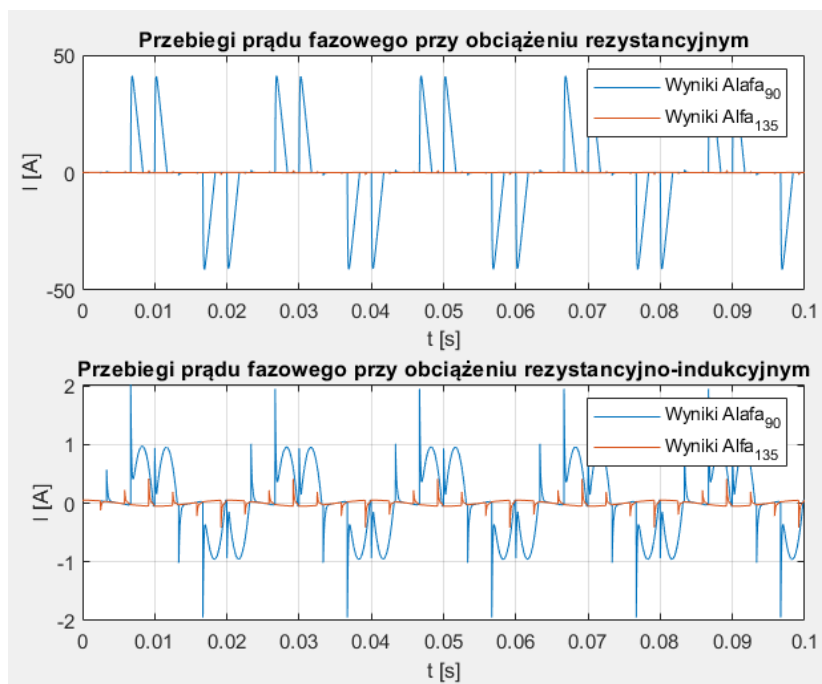 Przebiegi prądu fazowego przy obciążeniu rezystancyjnym
50
0
-50
I [A]
Wyniki Alafa90
Wyniki Alfa135
0 0.01 0.02 0.03 0.04 0.05 0.06 0.07 0.08 0.09 0.1
t [s]
Przebiegi prądu fazowego przy obciążeniu rezystancyjno-indukcyjnym
2
1
0
-1
-2
I [A]
Wyniki Alafa90
Wyniki Alfa135
0 0.01 0.02 0.03 0.04 0.05 0.06 0.07 0.08 0.09 0.1
t [s]